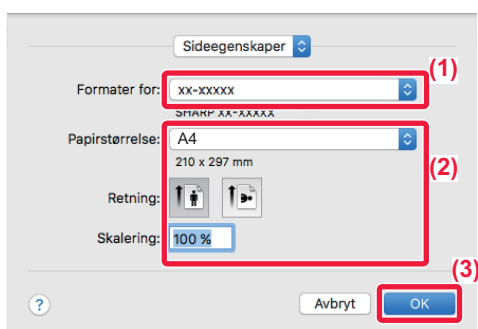 Sideegenskaper
(1)
Formater for: xx-xxxxx
SHARP xx-xxxxx
Papirstørrelse: A4
210 x 297 mm
(2)
Retning:
Skalering: 100 %
(3)
? Avbryt OK